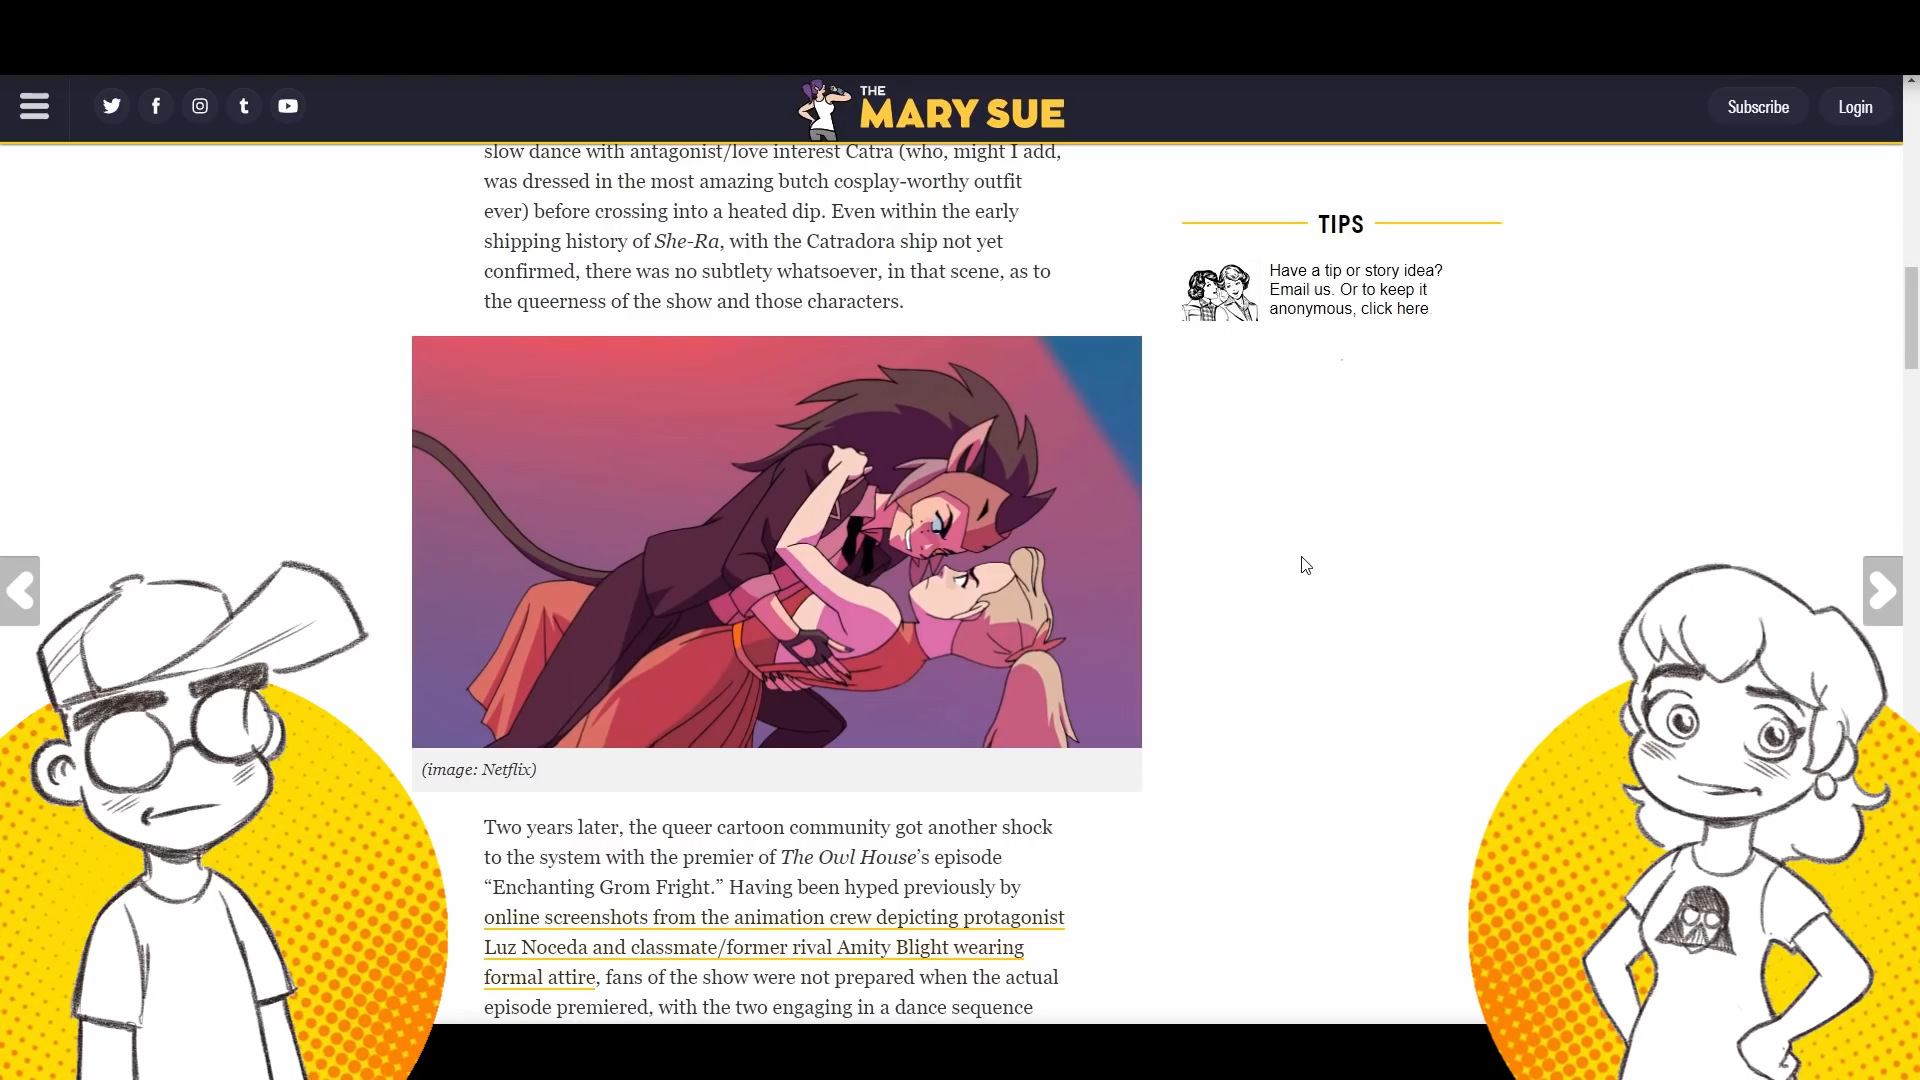 THE
MARY SUE
Subscribe
Login
slow dance with antagonist/love interest Catra (who, might I add,
was dressed in the most amazing butch cosplay-worthy outfit
ever) before crossing into a heated dip. Even within the early
shipping history of She-Ra, with the Catradora ship not yet
confirmed, there was no subtlety whatsoever, in that scene, as to
the queerness of the show and those characters.
TIPS
Have a tip or story idea?
Email us. Or to keep it
anonymous, click here.
(image: Netflix)
Two years later, the queer cartoon community got another shock
to the system with the premier of The Owl House’s episode
“Enchanting Grom Fright.” Having been hyped previously by
online screenshots from the animation crew depicting protagonist
Luz Noceda and classmate/former rival Amity Blight wearing
formal attire, fans of the show were not prepared when the actual
episode premiered, with the two engaging in a dance sequence